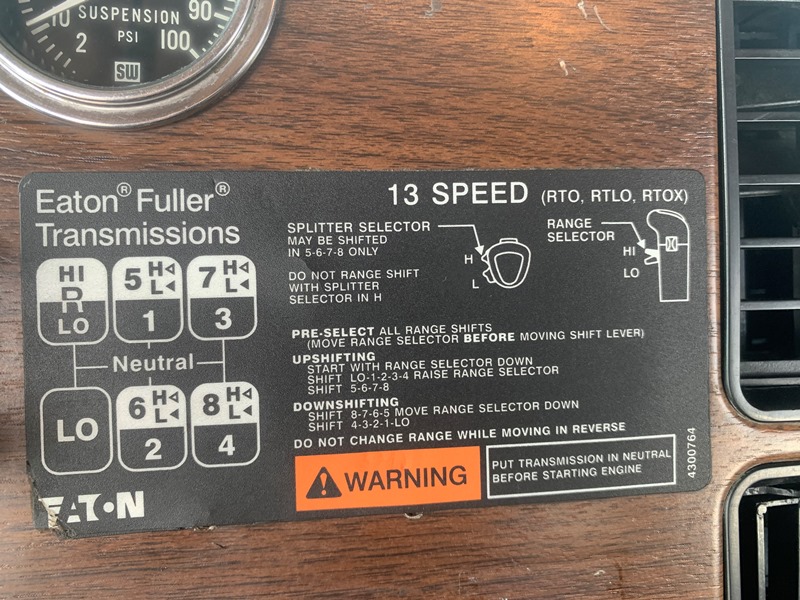 10 SUSPENSION 90
2 PSI 100
SW
Eaton® Fuller®
Transmissions
13 SPEED (RTO, RTLO, RTOX)
SPLITTER SELECTOR
MAY BE SHIFTED
IN 5-6-7-8 ONLY
DO NOT RANGE SHIFT
WITH SPLITTER
SELECTOR IN H
H
L
RANGE
SELECTOR
HI
LO
HI
R
LO
5 H
L
1
7 H
L
3
Neutral
LO
6 H
L
2
8 H
L
4
PRE-SELECT ALL RANGE SHIFTS
(MOVE RANGE SELECTOR BEFORE MOVING SHIFT LEVER)
UPSHIFTING
START WITH RANGE SELECTOR DOWN
SHIFT LO-1-2-3-4 RAISE RANGE SELECTOR
SHIFT 5-6-7-8
DOWNSHIFTING
SHIFT 8-7-6-5 MOVE RANGE SELECTOR DOWN
SHIFT 4-3-2-1-LO
DO NOT CHANGE RANGE WHILE MOVING IN REVERSE
WARNING
PUT TRANSMISSION IN NEUTRAL
BEFORE STARTING ENGINE
4300764
EATON